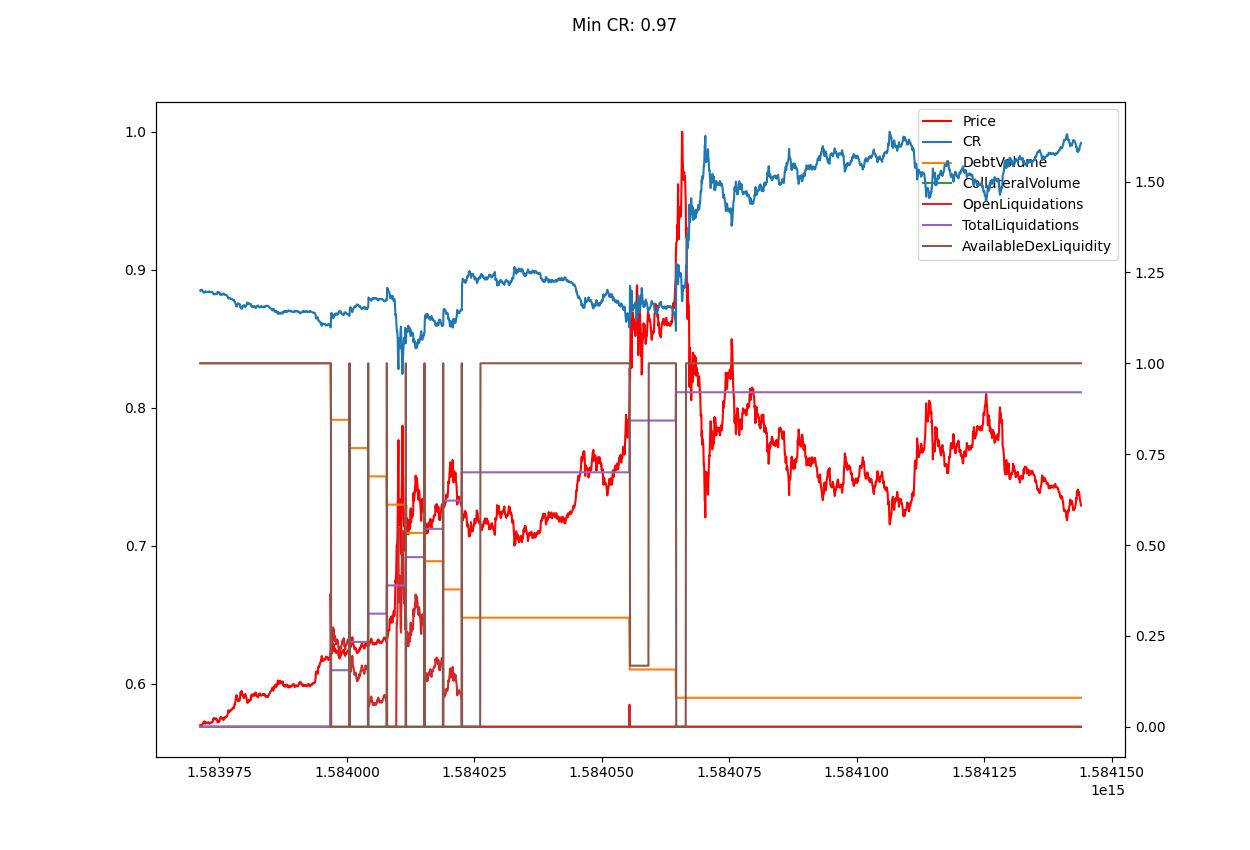 Min CR: 0.97
1.0
0.9
0.8
0.7
0.6
Price
CR
DebtVolume
CollateralVolume
OpenLiquidations
TotalLiquidations
AvailableDexLiquidity
1.50
1.25
1.00
0.75
0.50
0.25
0.00
1.583975 1.584000 1.584025 1.584050 1.584075 1.584100 1.584125 1.584150
1e15